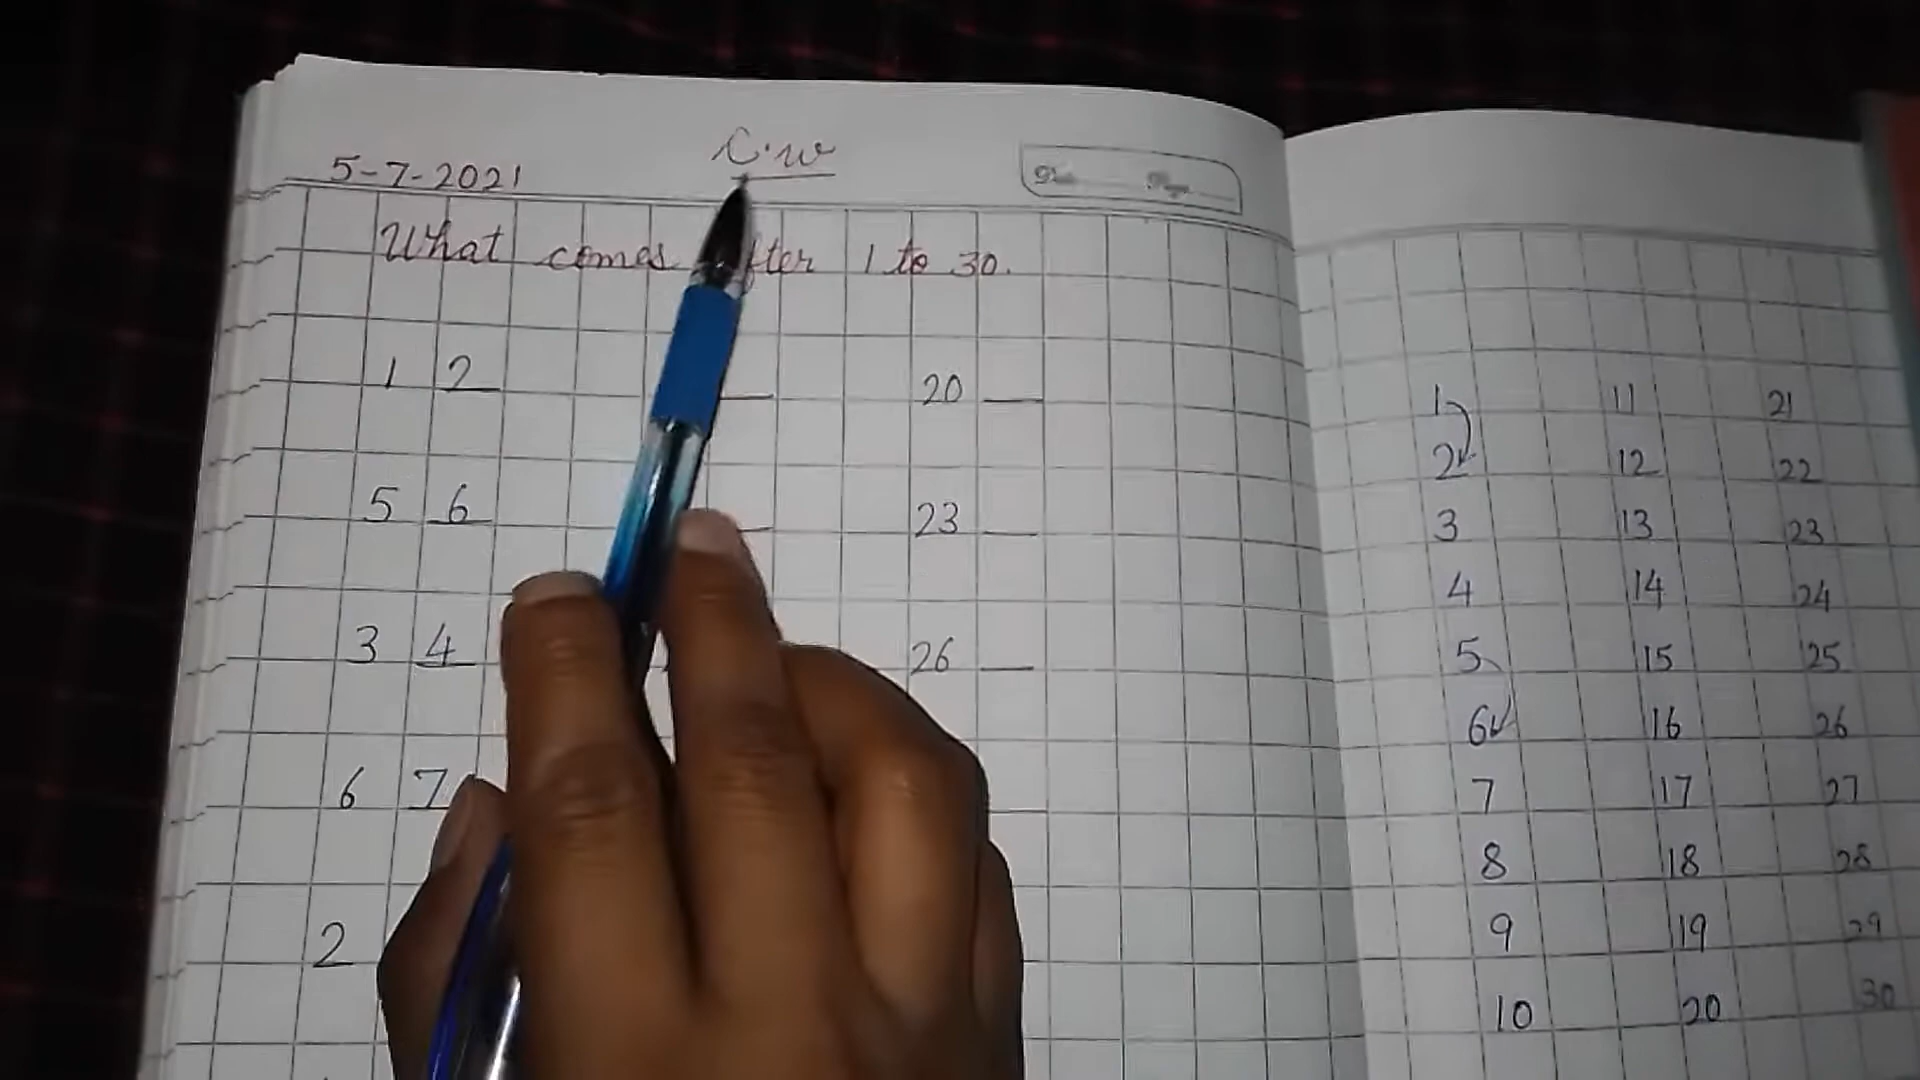 C.W
5-7-2021
What comes fter 1 to 30.
1 2 20
5 6 23
3 4 26
6 7
2
1 11 21
2 12 22
3 13 23
4 14 24
5 15 25
6 16 26
7 17 27
8 18 28
9 19 29
10 20 30